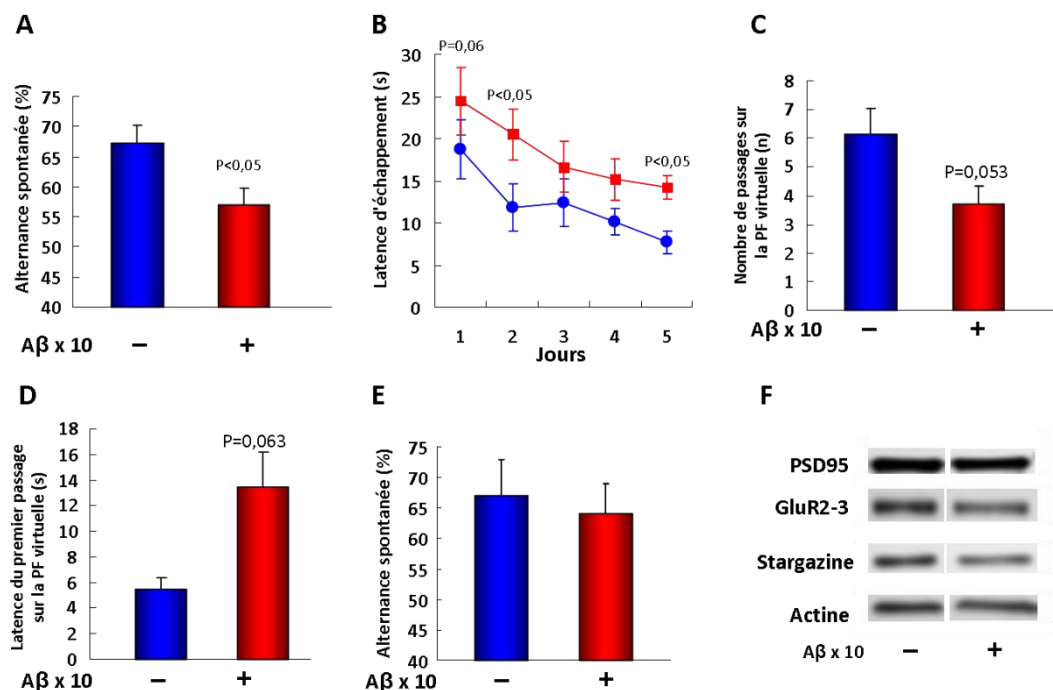 A
Alternance spontanée (%)
75
70
65
60
55
50
45
40
P<0,05
Aβ x 10
–
+
B
Latence d'échappement (s)
30
25
20
15
10
5
0
P=0,06
P<0,05
P<0,05
1
2
3
4
5
Jours
C
Nombre de passages sur
la PF virtuelle (n)
8
7
6
5
4
3
2
1
0
P=0,053
Aβ x 10
–
+
D
Latence du premier passage
sur la PF virtuelle (s)
18
16
14
12
10
8
6
4
2
0
P=0,063
Aβ x 10
–
+
E
Alternance spontanée (%)
75
70
65
60
55
50
45
40
Aβ x 10
–
+
F
PSD95
GluR2-3
Stargazine
Actine
Aβ x 10
–
+